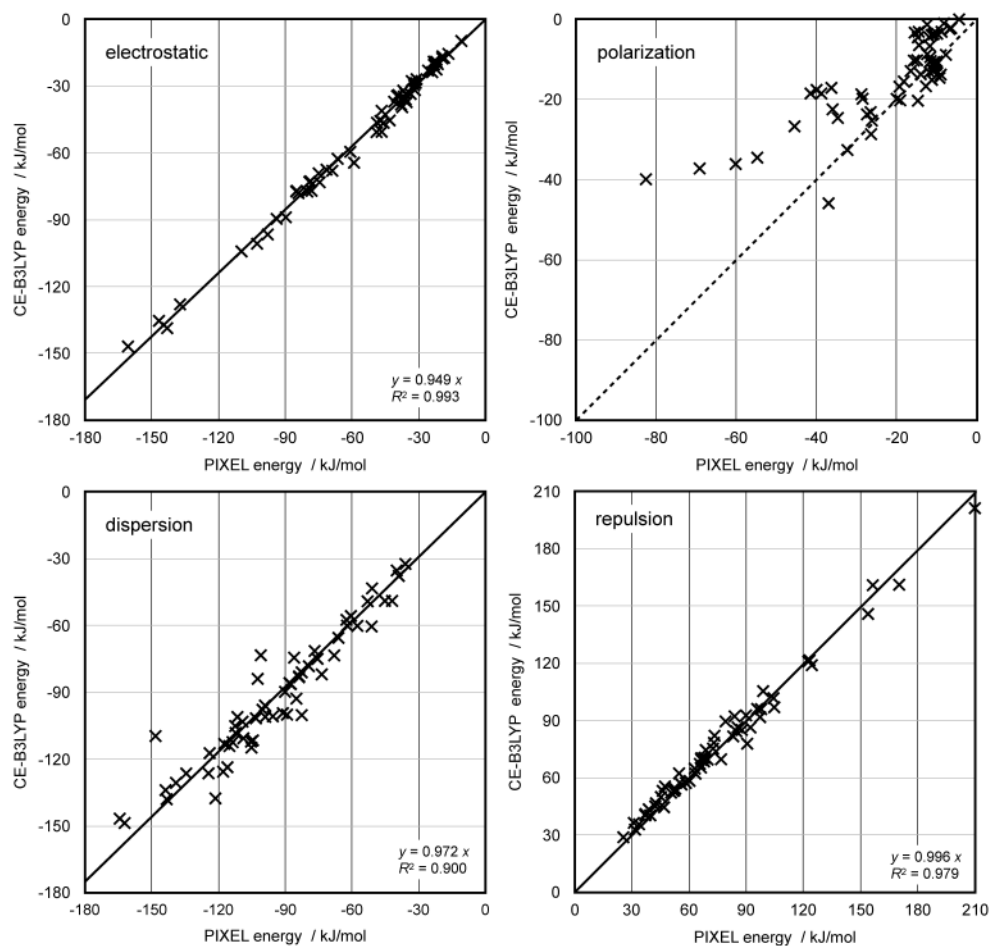 electrostatic
CE-B3LYP energy / kJ/mol
0
-30
-60
-90
-120
-150
-180
y = 0.949 x
R² = 0.993
-180 -150 -120 -90 -60 -30 0
PIXEL energy / kJ/mol
polarization
CE-B3LYP energy / kJ/mol
0
-20
-40
-60
-80
-100
-100 -80 -60 -40 -20 0
PIXEL energy / kJ/mol
dispersion
CE-B3LYP energy / kJ/mol
0
-30
-60
-90
-120
-150
-180
y = 0.972 x
R² = 0.900
-180 -150 -120 -90 -60 -30 0
PIXEL energy / kJ/mol
repulsion
CE-B3LYP energy / kJ/mol
210
180
150
120
90
60
30
0
y = 0.996 x
R² = 0.979
0 30 60 90 120 150 180 210
PIXEL energy / kJ/mol